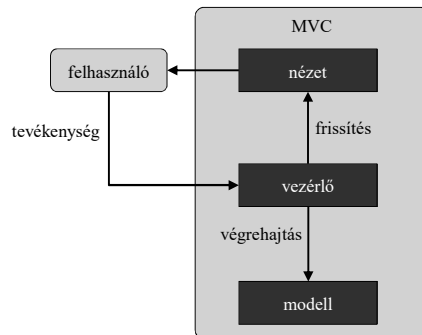 MVC
felhasználó
nézet
tevékenység
frissítés
vezérlő
végrehajtás
modell